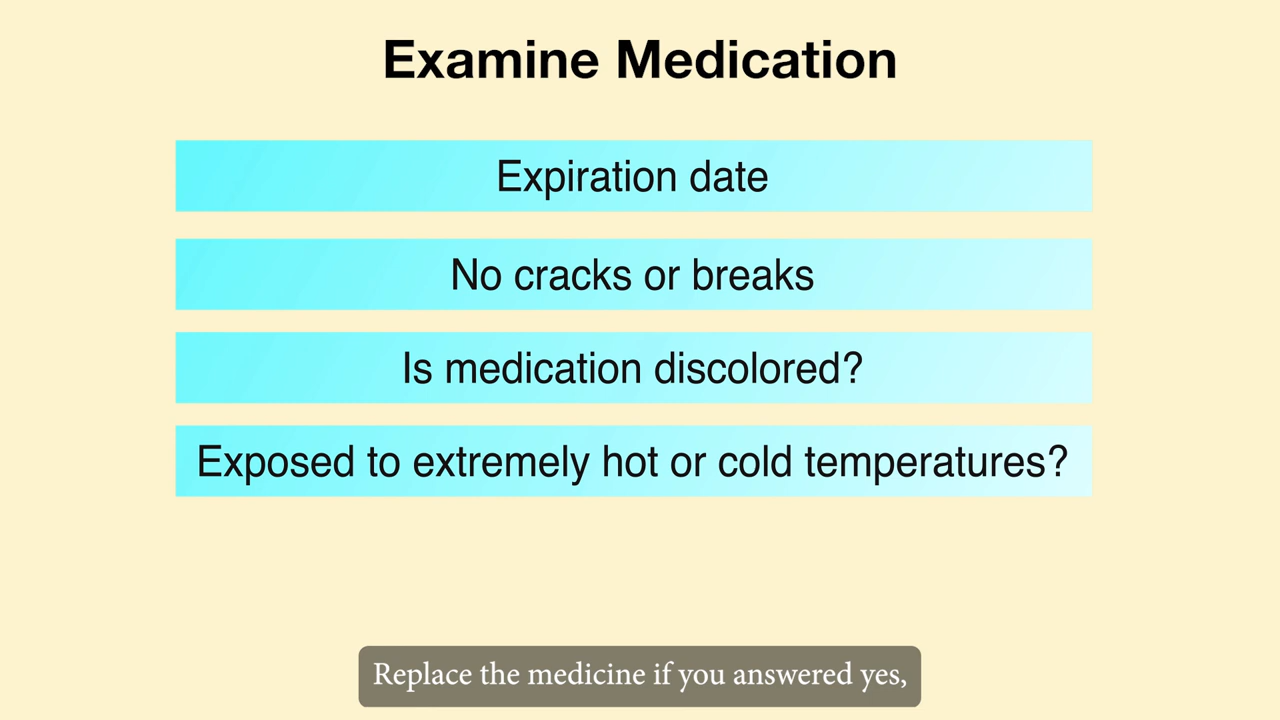 Examine Medication
Expiration date
No cracks or breaks
Is medication discolored?
Exposed to extremely hot or cold temperatures?
Replace the medicine if you answered yes,